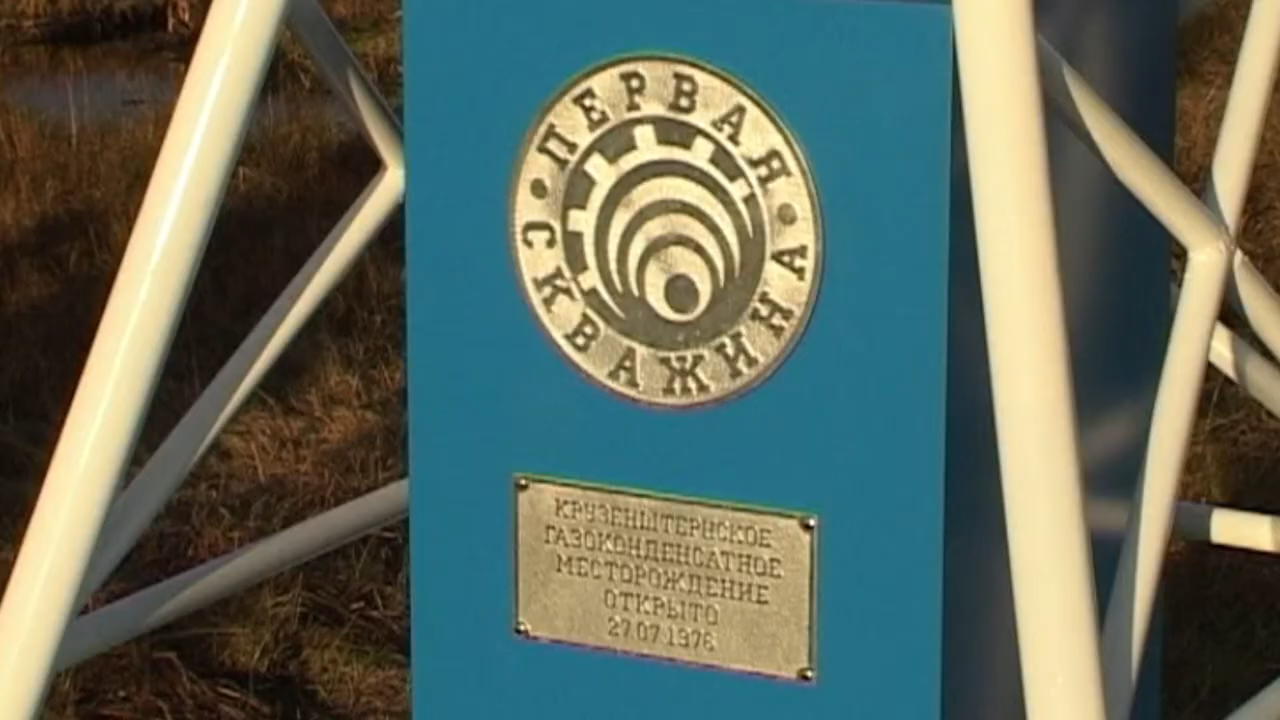 ПЕРВАЯ
СКВАЖИНА
КРУЗЕНШТЕРНСКОЕ
ГАЗОКОНДЕНСАТНОЕ
МЕСТОРОЖДЕНИЕ
ОТКРЫТО
27.07.1976